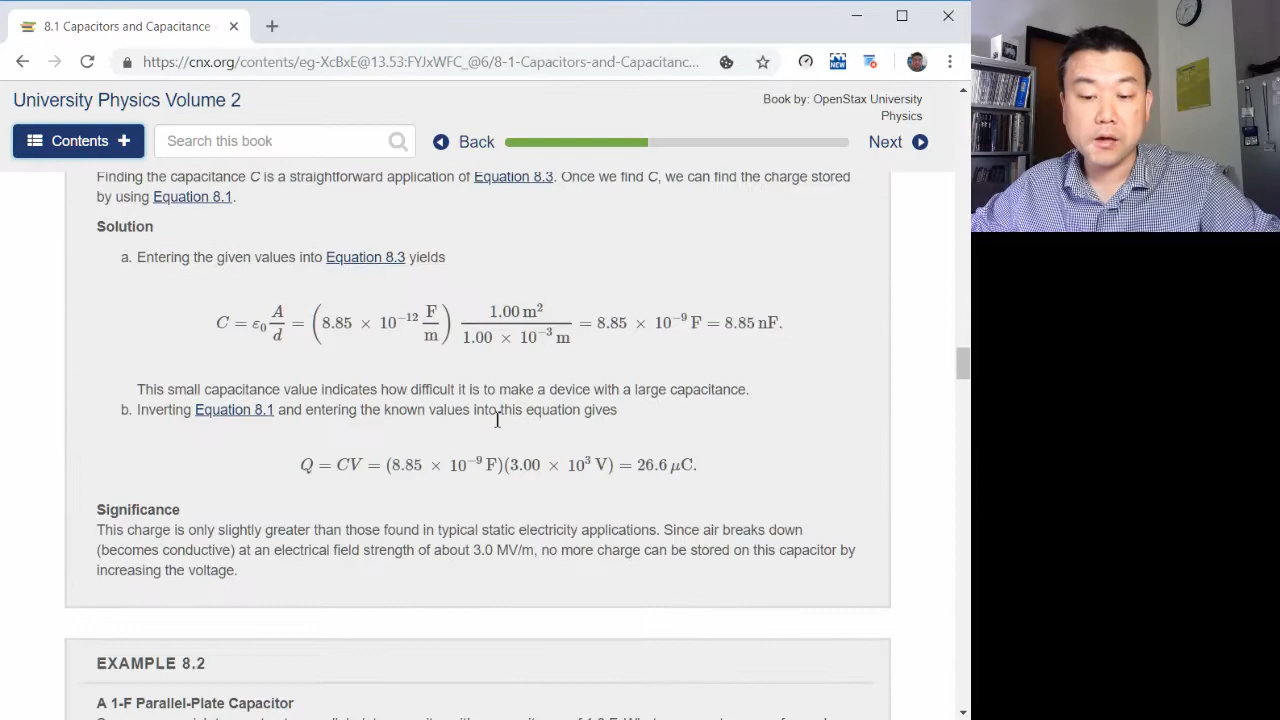 8.1 Capacitors and Capacitance
https://cnx.org/contents/eg-XcBxE@13.53:FYJxWFC_@6/8-1-Capacitors-and-Capacitanc...
NEW
University Physics Volume 2
Book by: OpenStax University
Physics
Contents +
Search this book
Back
Next
Finding the capacitance C is a straightforward application of Equation 8.3. Once we find C, we can find the charge stored
by using Equation 8.1.
Solution
a. Entering the given values into Equation 8.3 yields
C = ε₀ A/d = (8.85 × 10⁻¹² F/m) 1.00 m²/1.00 × 10⁻³ m = 8.85 × 10⁻⁹ F = 8.85 nF.
This small capacitance value indicates how difficult it is to make a device with a large capacitance.
b. Inverting Equation 8.1 and entering the known values into this equation gives
Q = CV = (8.85 × 10⁻⁹ F)(3.00 × 10³ V) = 26.6 μC.
Significance
This charge is only slightly greater than those found in typical static electricity applications. Since air breaks down
(becomes conductive) at an electrical field strength of about 3.0 MV/m, no more charge can be stored on this capacitor by
increasing the voltage.
EXAMPLE 8.2
A 1-F Parallel-Plate Capacitor